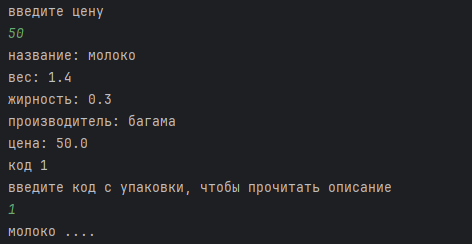 введите цену
50
название: молоко
вес: 1.4
жирность: 0.3
производитель: багама
цена: 50.0
код 1
введите код с упаковки, чтобы прочитать описание
1
молоко ....